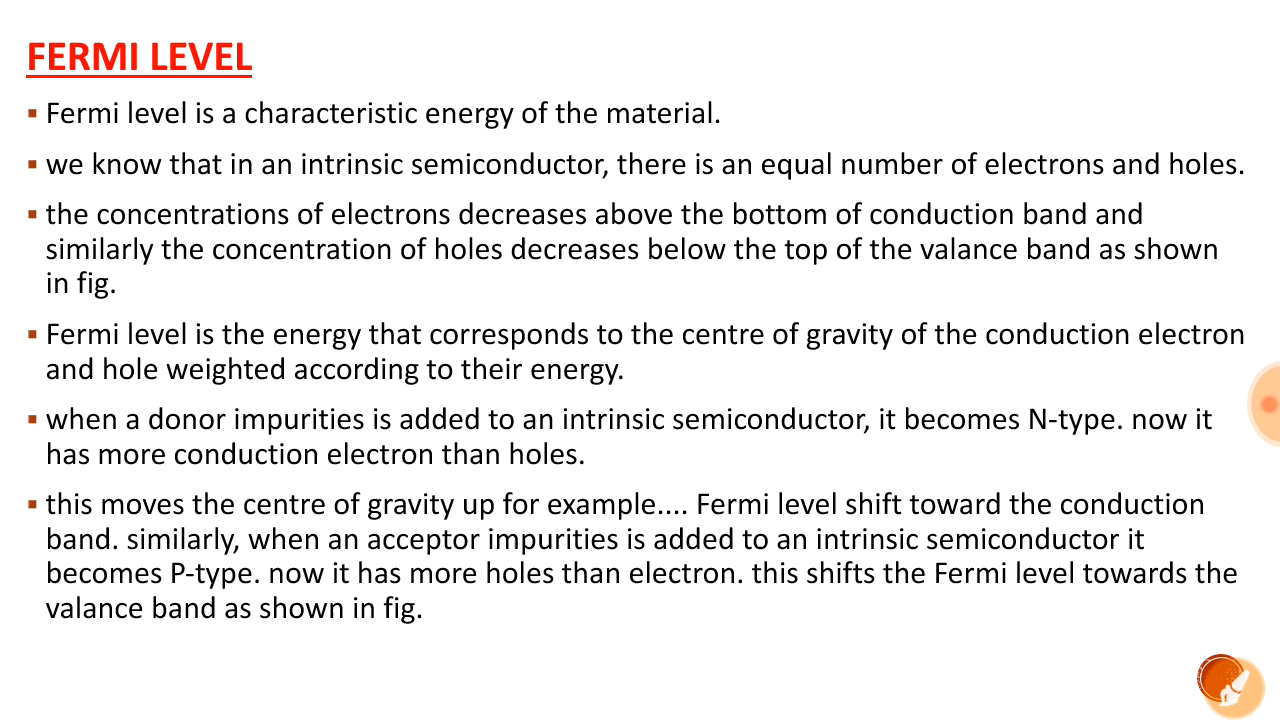 FERMI LEVEL
▪ Fermi level is a characteristic energy of the material.
▪ we know that in an intrinsic semiconductor, there is an equal number of electrons and holes.
▪ the concentrations of electrons decreases above the bottom of conduction band and
similarly the concentration of holes decreases below the top of the valance band as shown
in fig.
▪ Fermi level is the energy that corresponds to the centre of gravity of the conduction electron
and hole weighted according to their energy.
▪ when a donor impurities is added to an intrinsic semiconductor, it becomes N-type. now it
has more conduction electron than holes.
▪ this moves the centre of gravity up for example.... Fermi level shift toward the conduction
band. similarly, when an acceptor impurities is added to an intrinsic semiconductor it
becomes P-type. now it has more holes than electron. this shifts the Fermi level towards the
valance band as shown in fig.